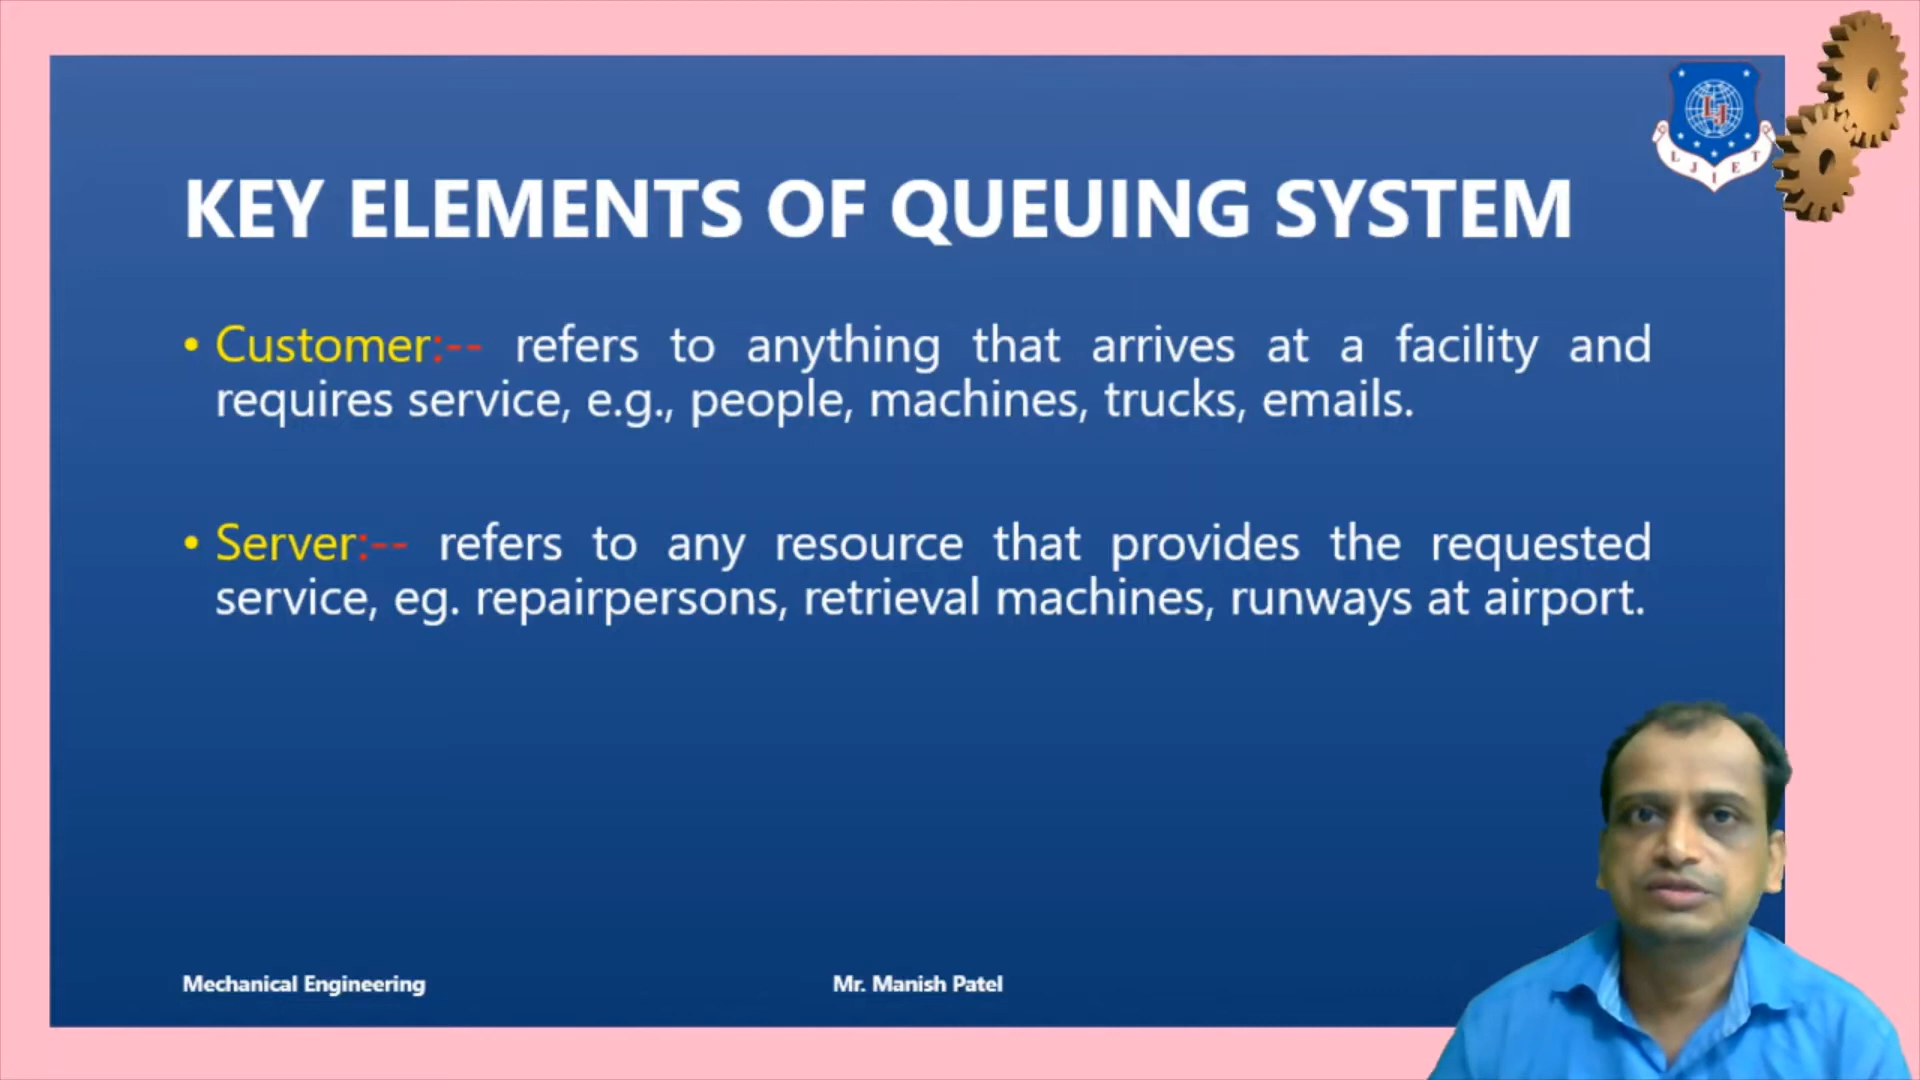 LJ
LJIET
KEY ELEMENTS OF QUEUING SYSTEM
• Customer:-- refers to anything that arrives at a facility and
requires service, e.g., people, machines, trucks, emails.
• Server:-- refers to any resource that provides the requested
service, eg. repairpersons, retrieval machines, runways at airport.
Mechanical Engineering
Mr. Manish Patel